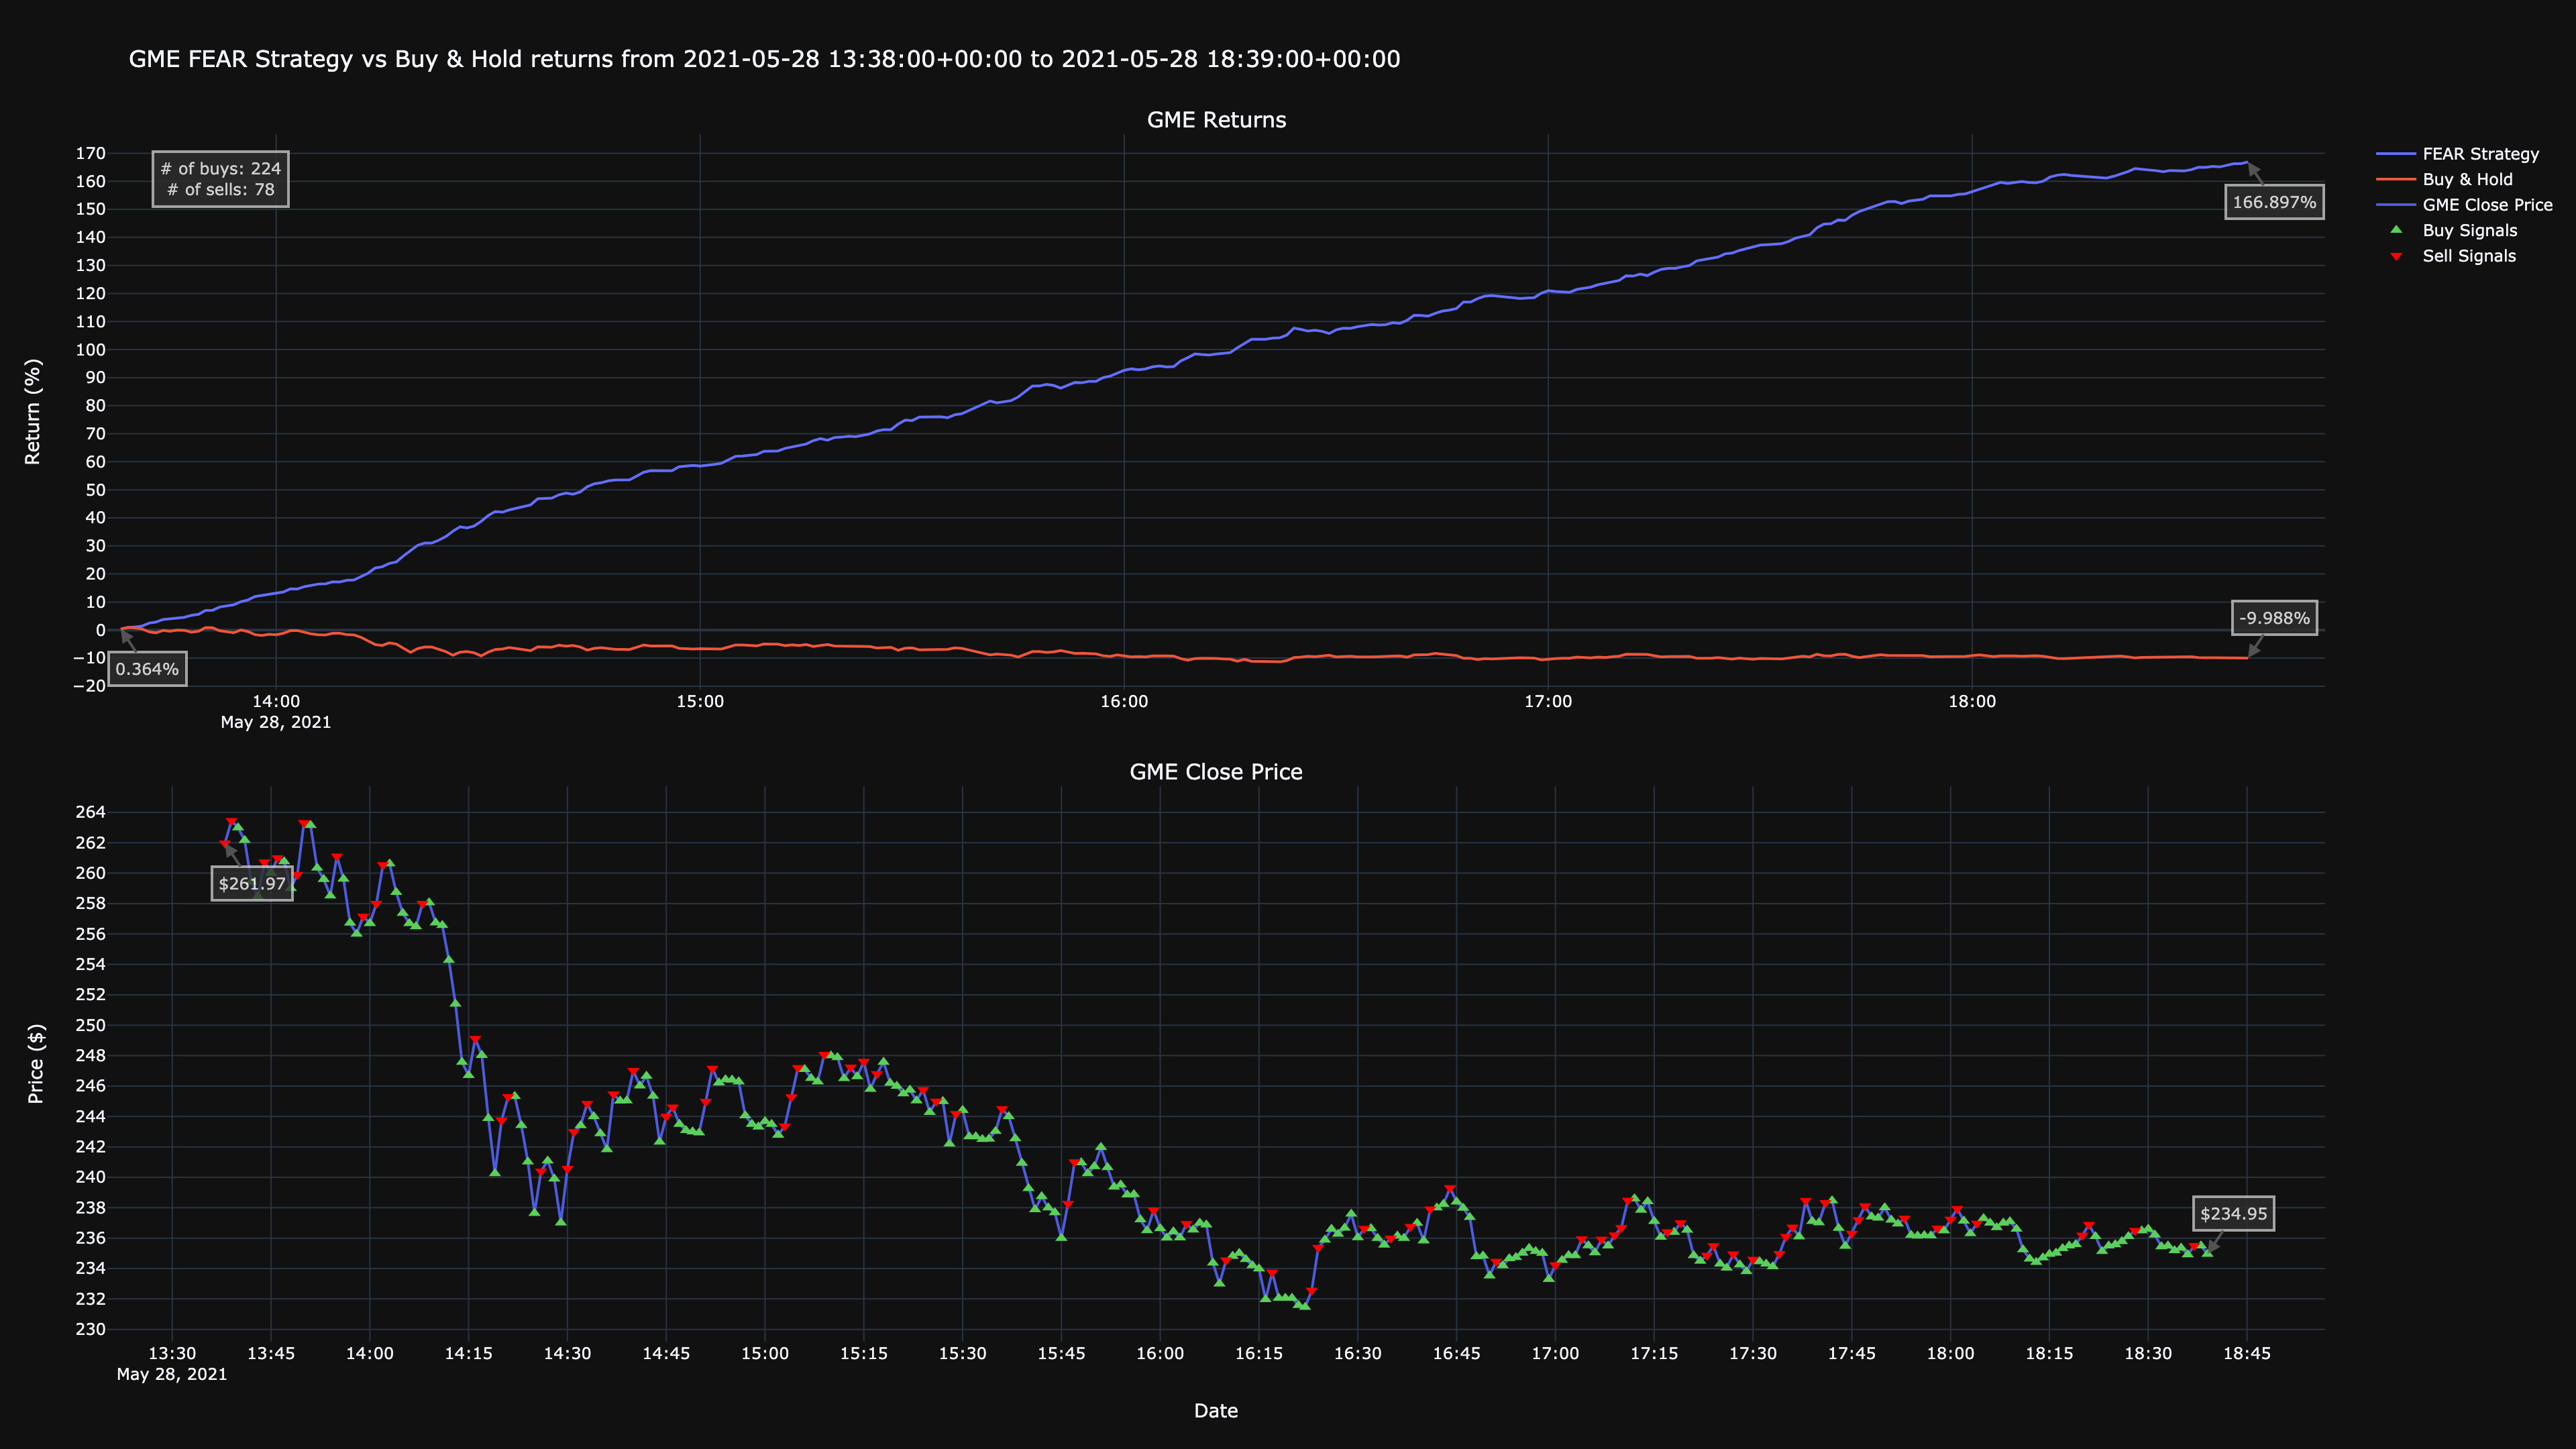 GME FEAR Strategy vs Buy & Hold returns from 2021-05-28 13:38:00+00:00 to 2021-05-28 18:39:00+00:00
GME Returns
Return (%)
170
160
150
140
130
120
110
100
90
80
70
60
50
40
30
20
10
0
−10
−20
# of buys: 224
# of sells: 78
166.897%
-9.988%
0.364%
14:00 15:00 16:00 17:00 18:00
May 28, 2021
FEAR Strategy
Buy & Hold
GME Close Price
Buy Signals
Sell Signals
GME Close Price
Price ($)
264
262
260
258
256
254
252
250
248
246
244
242
240
238
236
234
232
230
$261.97
$234.95
13:30 13:45 14:00 14:15 14:30 14:45 15:00 15:15 15:30 15:45 16:00 16:15 16:30 16:45 17:00 17:15 17:30 17:45 18:00 18:15 18:30 18:45
May 28, 2021
Date